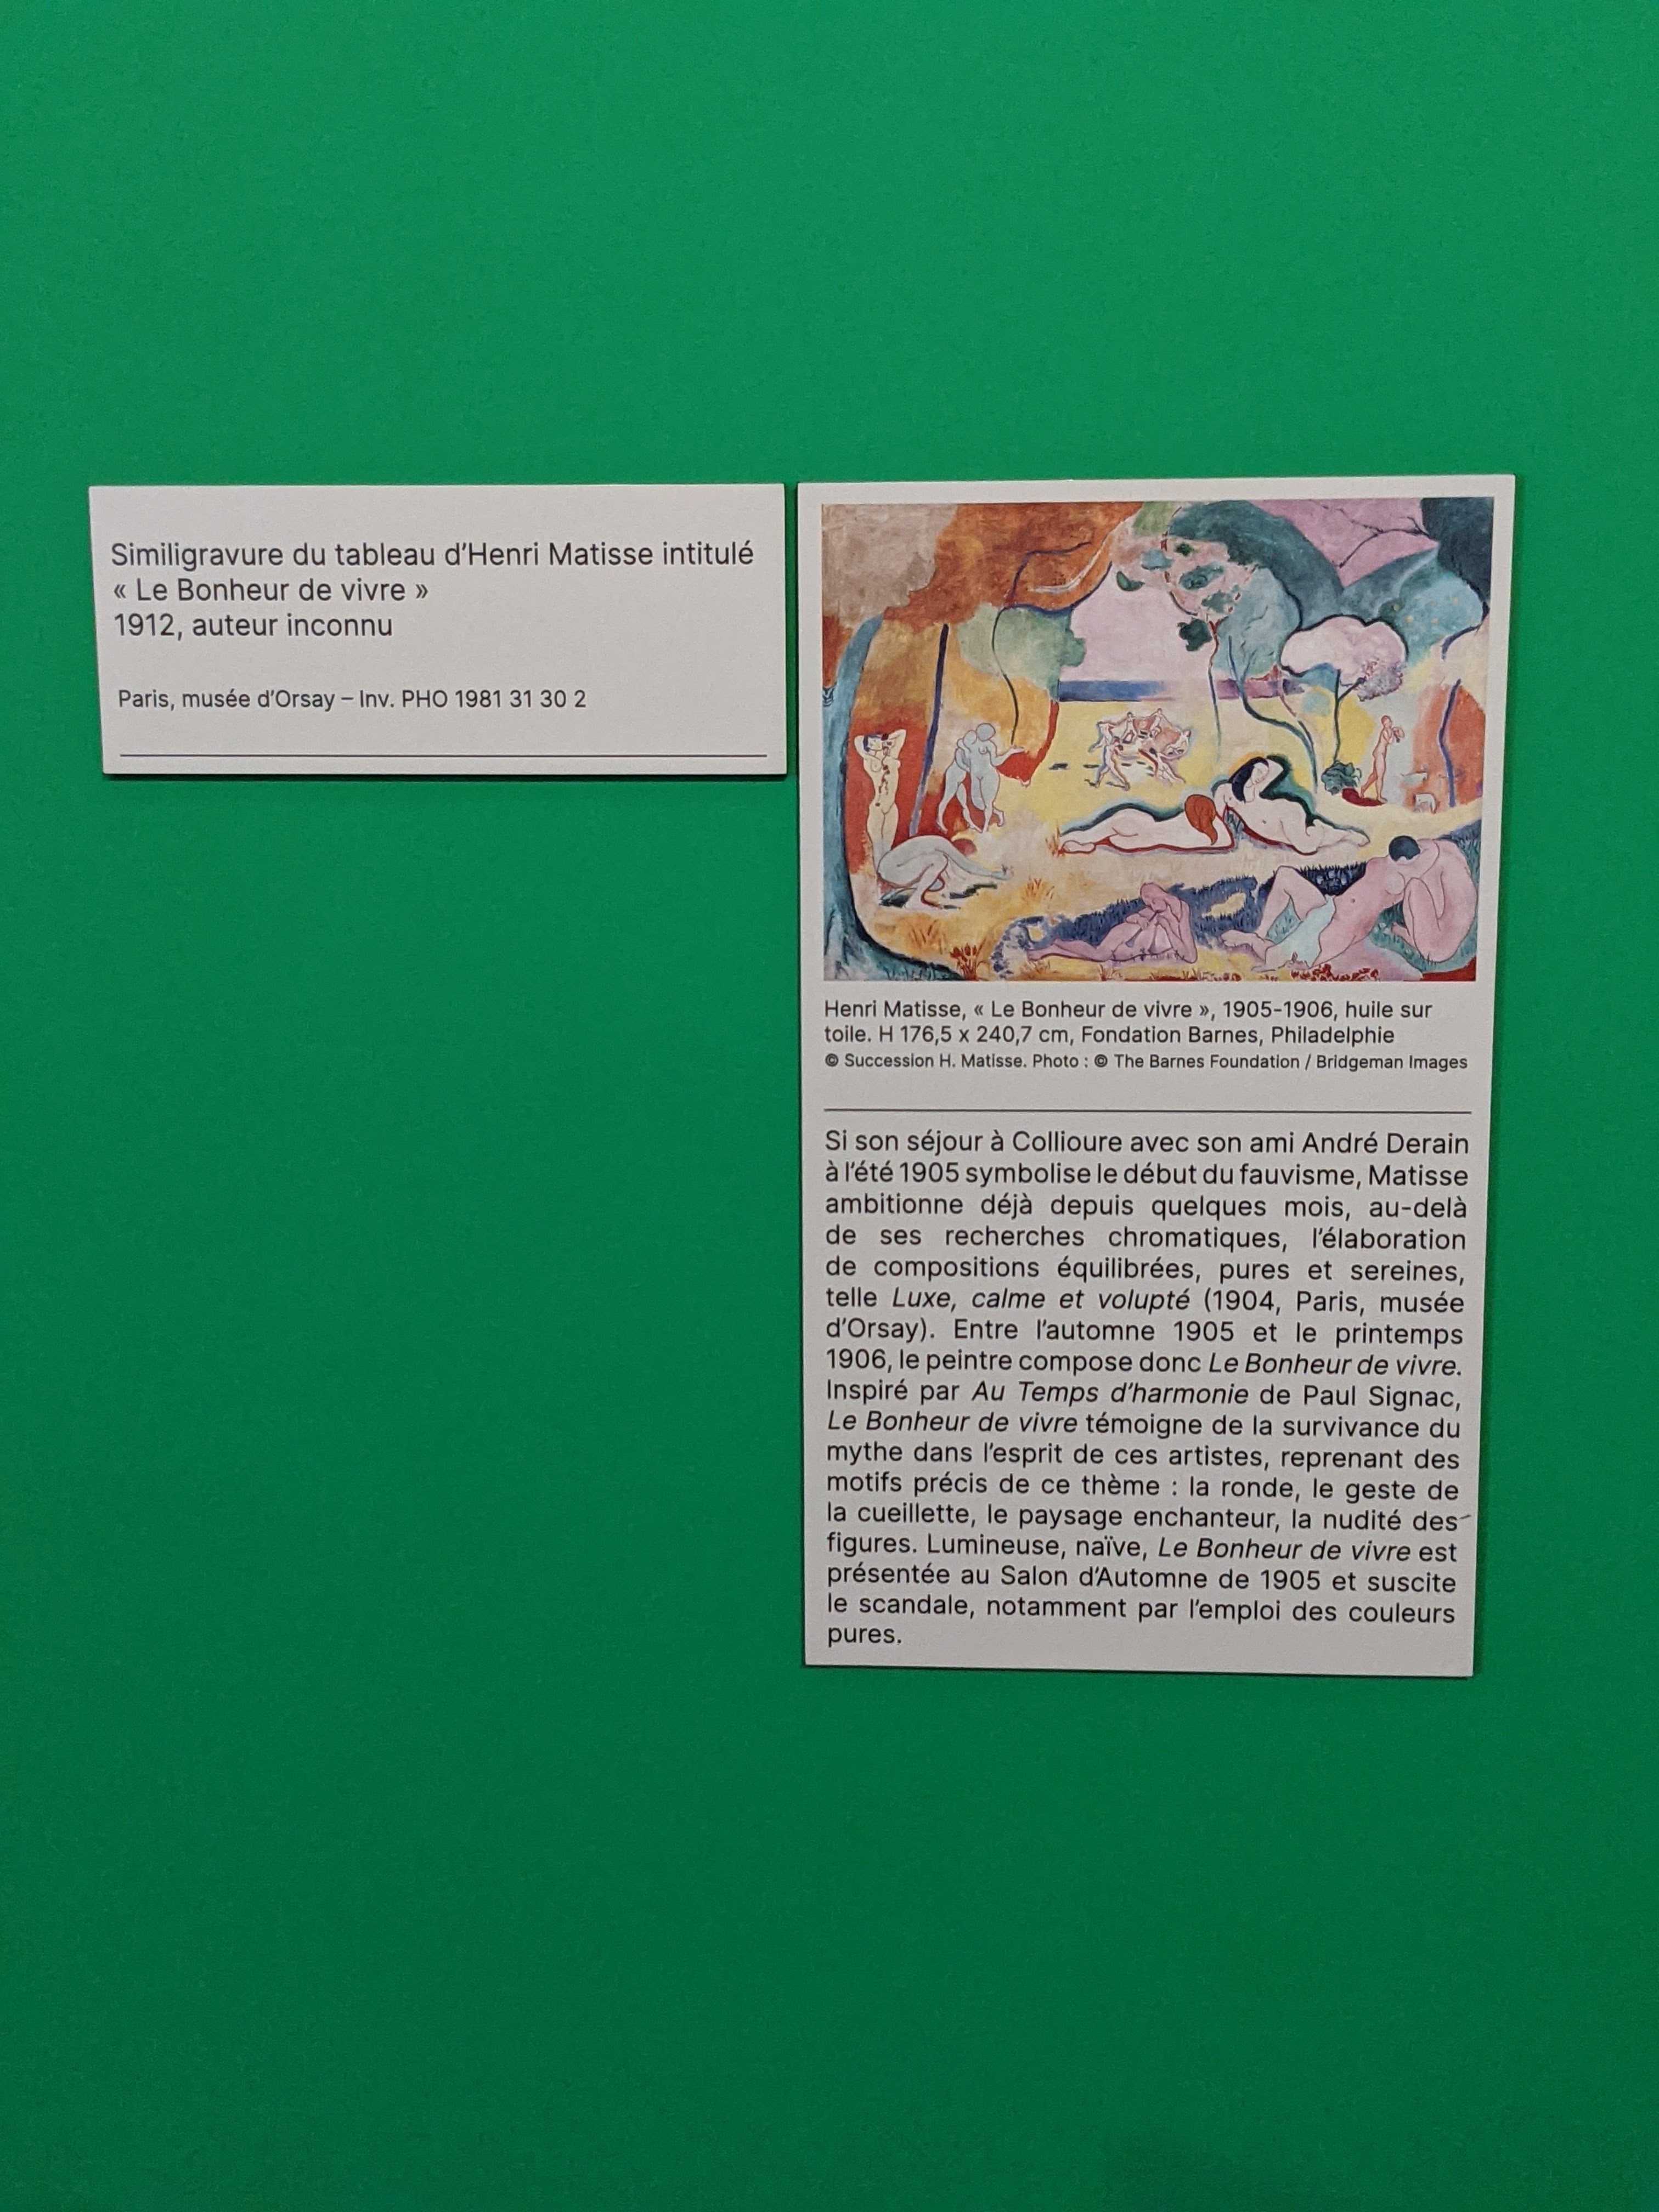 Similigravure du tableau d'Henri Matisse intitulé
« Le Bonheur de vivre »
1912, auteur inconnu
Paris, musée d'Orsay – Inv. PHO 1981 31 30 2
Henri Matisse, « Le Bonheur de vivre », 1905-1906, huile sur
toile. H 176,5 x 240,7 cm, Fondation Barnes, Philadelphie
© Succession H. Matisse. Photo : © The Barnes Foundation / Bridgeman Images
Si son séjour à Collioure avec son ami André Derain
à l'été 1905 symbolise le début du fauvisme, Matisse
ambitionne déjà depuis quelques mois, au-delà
de ses recherches chromatiques, l'élaboration
de compositions équilibrées, pures et sereines,
telle Luxe, calme et volupté (1904, Paris, musée
d'Orsay). Entre l'automne 1905 et le printemps
1906, le peintre compose donc Le Bonheur de vivre.
Inspiré par Au Temps d'harmonie de Paul Signac,
Le Bonheur de vivre témoigne de la survivance du
mythe dans l'esprit de ces artistes, reprenant des
motifs précis de ce thème : la ronde, le geste de
la cueillette, le paysage enchanteur, la nudité des
figures. Lumineuse, naïve, Le Bonheur de vivre est
présentée au Salon d'Automne de 1905 et suscite
le scandale, notamment par l'emploi des couleurs
pures.